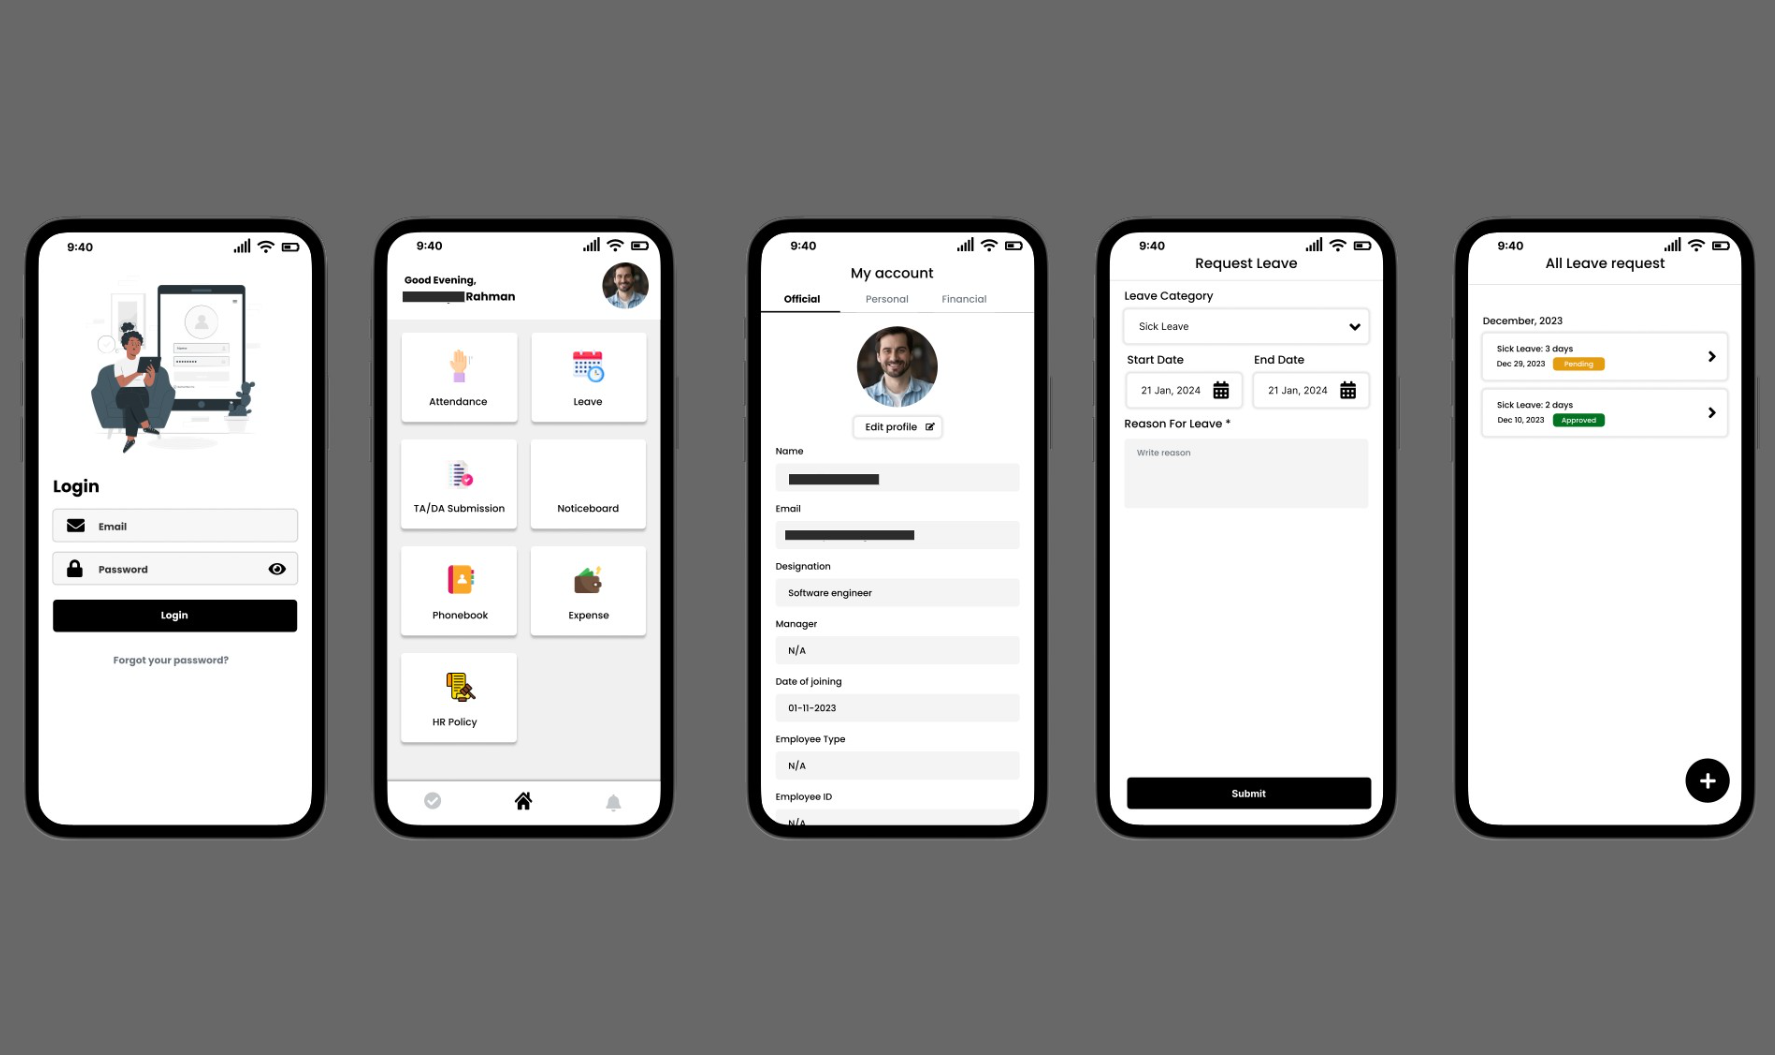 9:40
Login
Email
Password
Login
Forgot your password?
9:40
Good Evening,
Rahman
Attendance
Leave
TA/DA Submission
Noticeboard
Phonebook
Expense
HR Policy
9:40
My account
Official Personal Financial
Edit profile
Name
Email
Designation
Software engineer
Manager
N/A
Date of joining
01-11-2023
Employee Type
N/A
Employee ID
N/A
9:40
Request Leave
Leave Category
Sick Leave
Start Date End Date
21 Jan, 2024 21 Jan, 2024
Reason For Leave *
Write reason
Submit
9:40
All Leave request
December, 2023
Sick Leave: 3 days
Dec 29, 2023 Pending
Sick Leave: 2 days
Dec 10, 2023 Approved